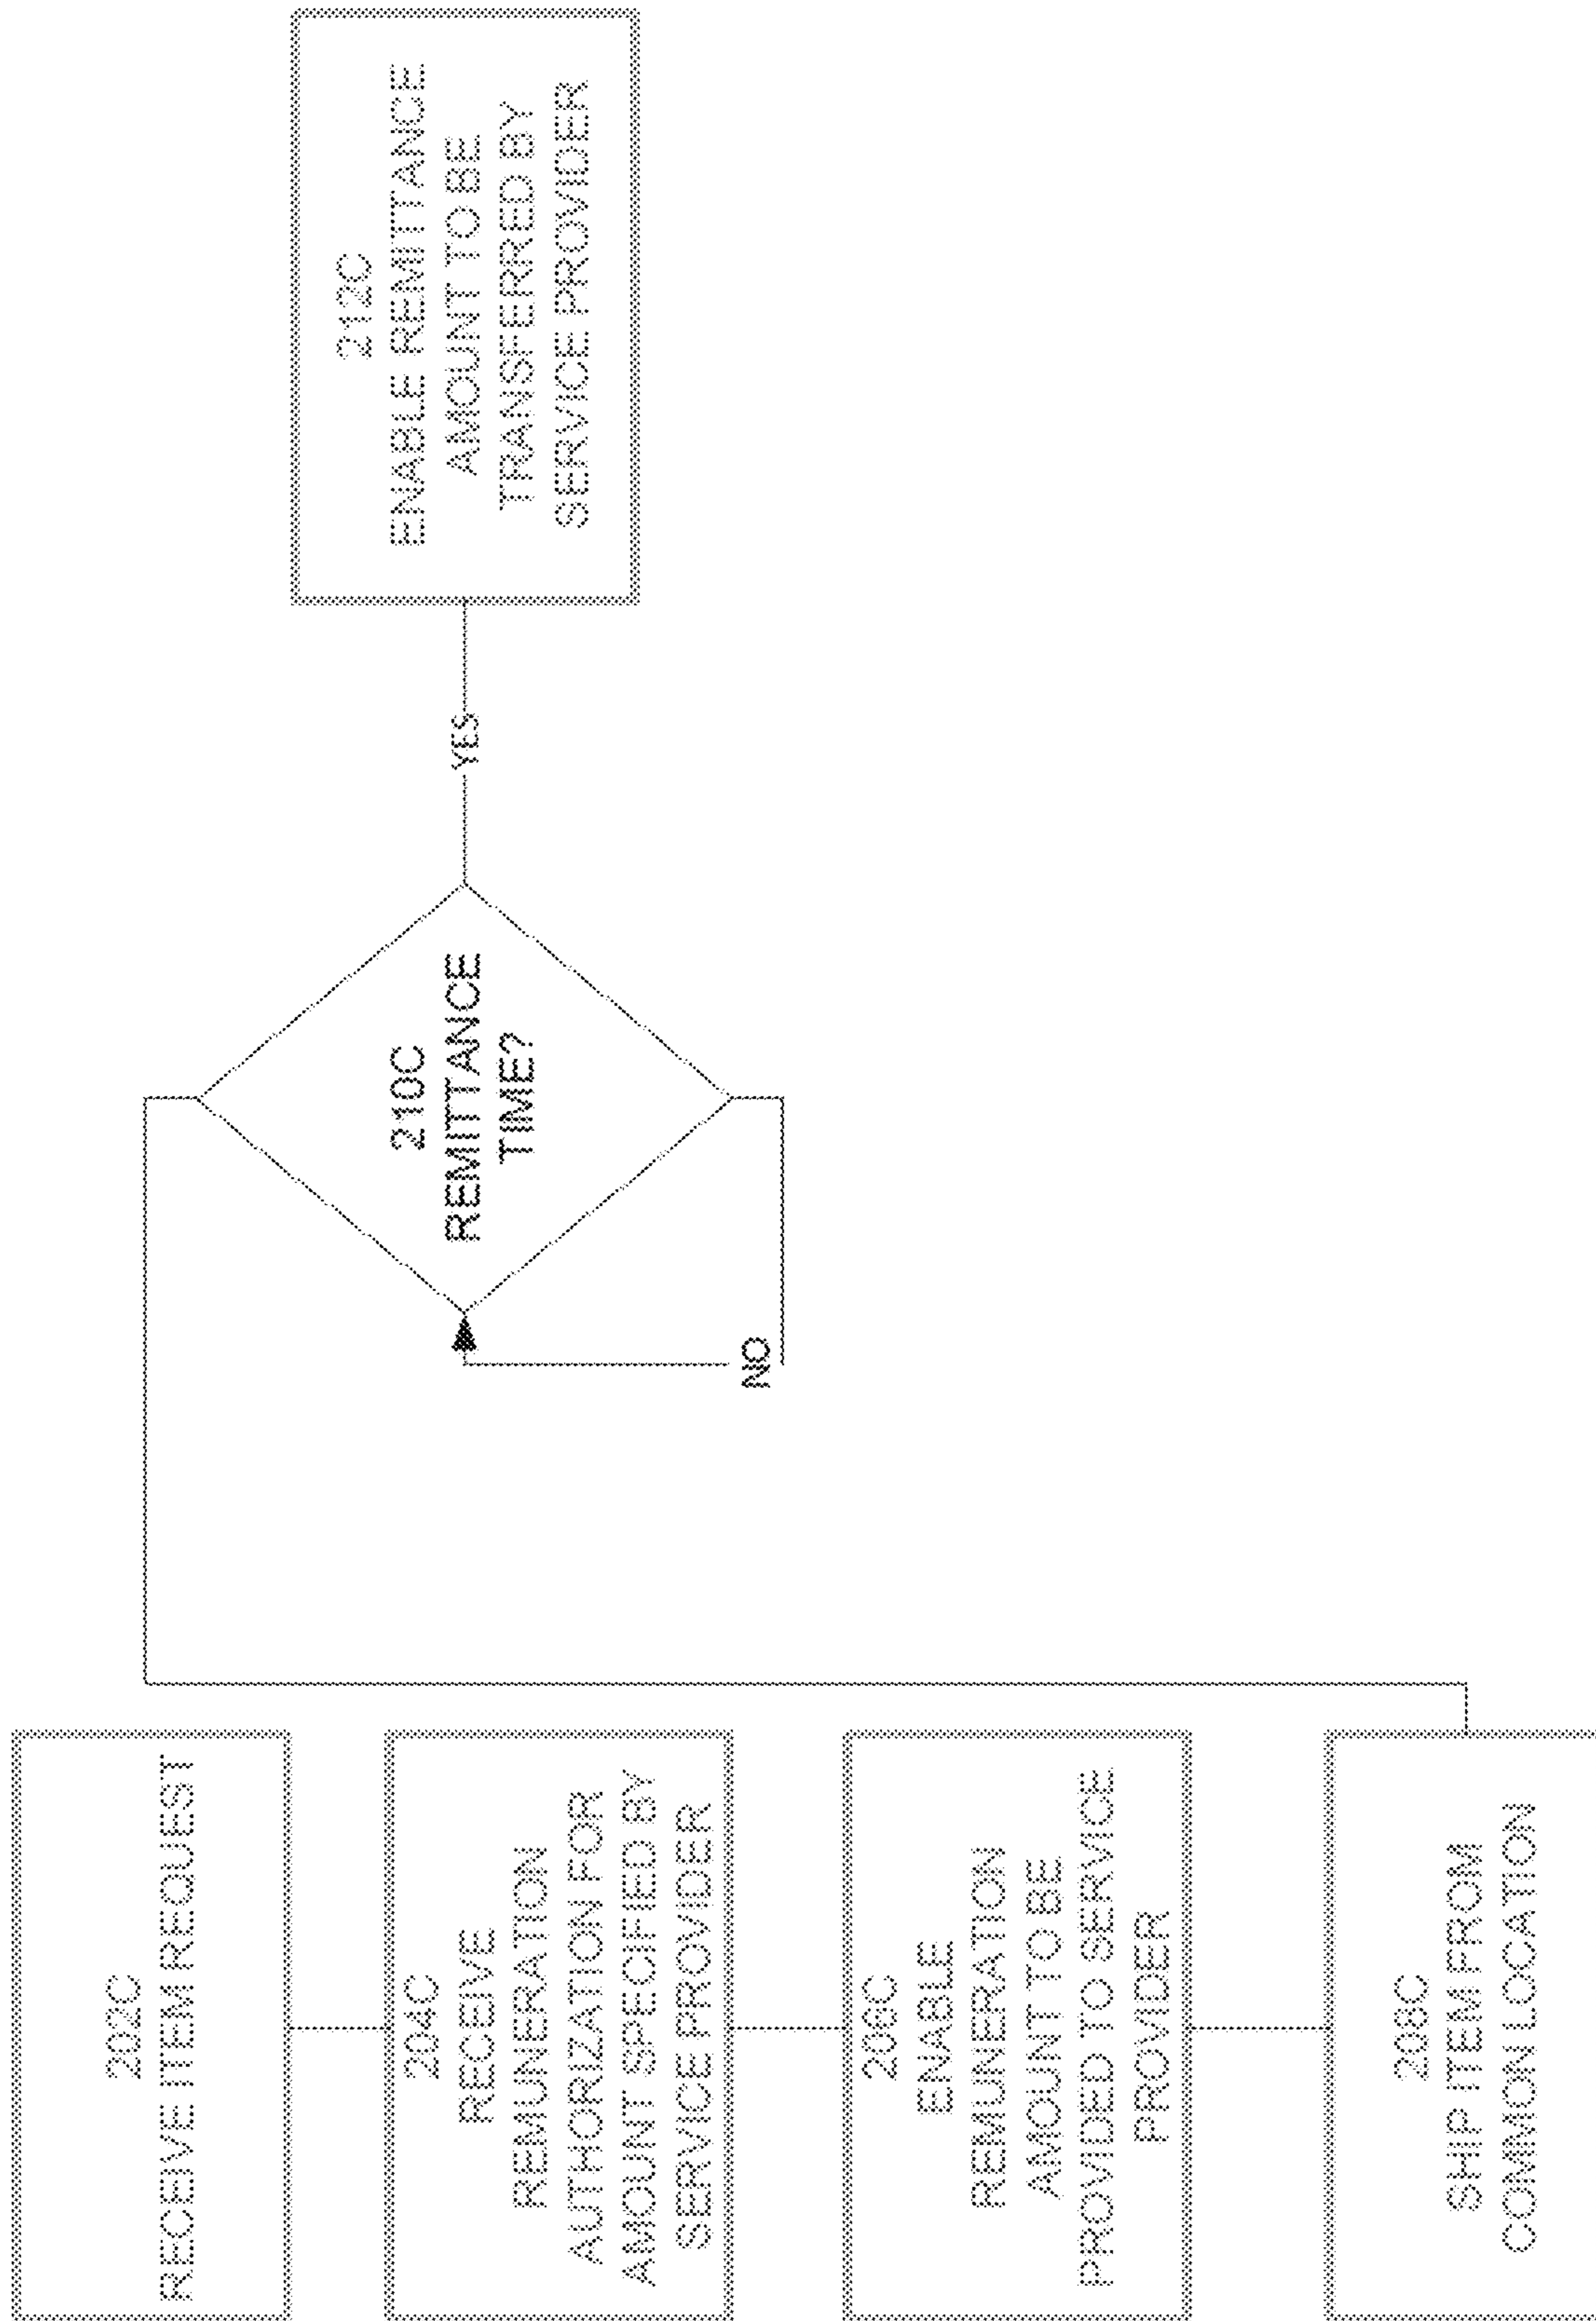 202C
RECEIVE ITEM REQUEST
204C
RECEIVE
REMUNERATION
AUTHORIZATION FOR
AMOUNT SPECIFIED BY
SERVICE PROVIDER
206C
ENABLE
REMUNERATION
AMOUNT TO BE
PROVIDED TO SERVICE
PROVIDER
208C
SHIP ITEM FROM
COMMON LOCATION
210C
REMITTANCE
TIME?
NO
YES
212C
ENABLE REMITTANCE
AMOUNT TO BE
TRANSFERRED BY
SERVICE PROVIDER